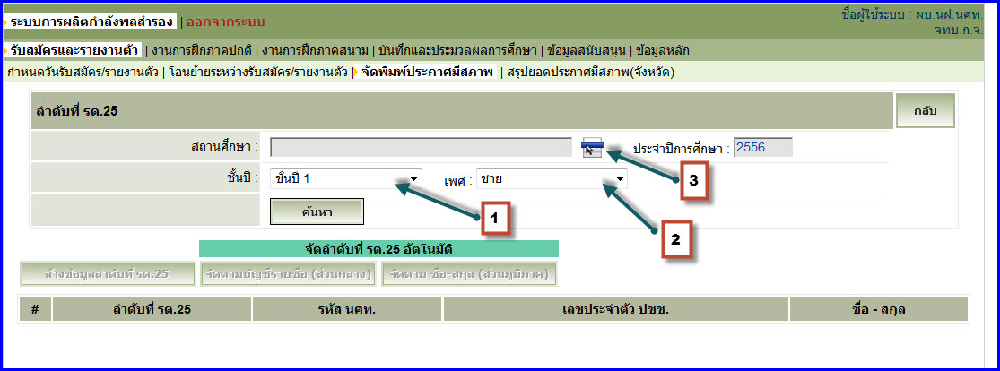 ชื่อผู้ใช้ระบบ : ผบ.นฝ.นศท.
จทบ.ก.จ.
ระบบการผลิตกำลังพลสำรอง | ออกจากระบบ
รับสมัครและรายงานตัว | งานการฝึกภาคปกติ | งานการฝึกภาคสนาม | บันทึกและประมวลผลการศึกษา | ข้อมูลสนับสนุน | ข้อมูลหลัก
กำหนดวันรับสมัคร/รายงานตัว | โอนย้ายระหว่างรับสมัคร/รายงานตัว | จัดพิมพ์ประกาศมีสภาพ | สรุปยอดประกาศมีสภาพ(จังหวัด)
ลำดับที่ รด.25 กลับ
สถานศึกษา : ประจำปีการศึกษา : 2556
ชั้นปี : ชั้นปี 1 เพศ : ชาย 3
ค้นหา 1 2
จัดลำดับที่ รด.25 อัตโนมัติ
ล้างข้อมูลลำดับที่ รด.25 จัดตามบัญชีรายชื่อ (ส่วนกลาง) จัดตาม ชื่อ-สกุล (ส่วนภูมิภาค)
# ลำดับที่ รด.25 รหัส นศท. เลขประจำตัว ปชช. ชื่อ - สกุล